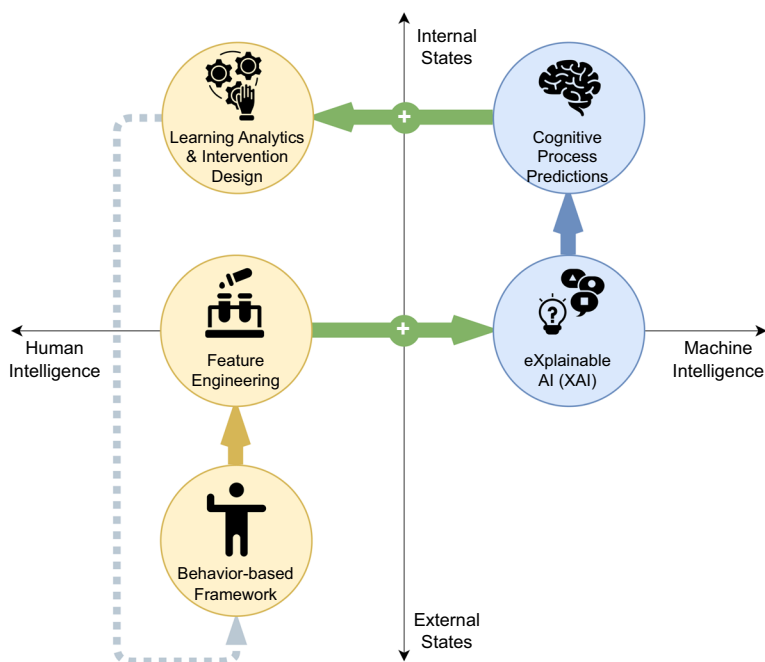 Internal
States
Learning Analytics
& Intervention
Design
+
Cognitive
Process
Predictions
Human
Intelligence
Feature
Engineering
+
?
eXplainable
AI (XAI)
Machine
Intelligence
Behavior-based
Framework
External
States